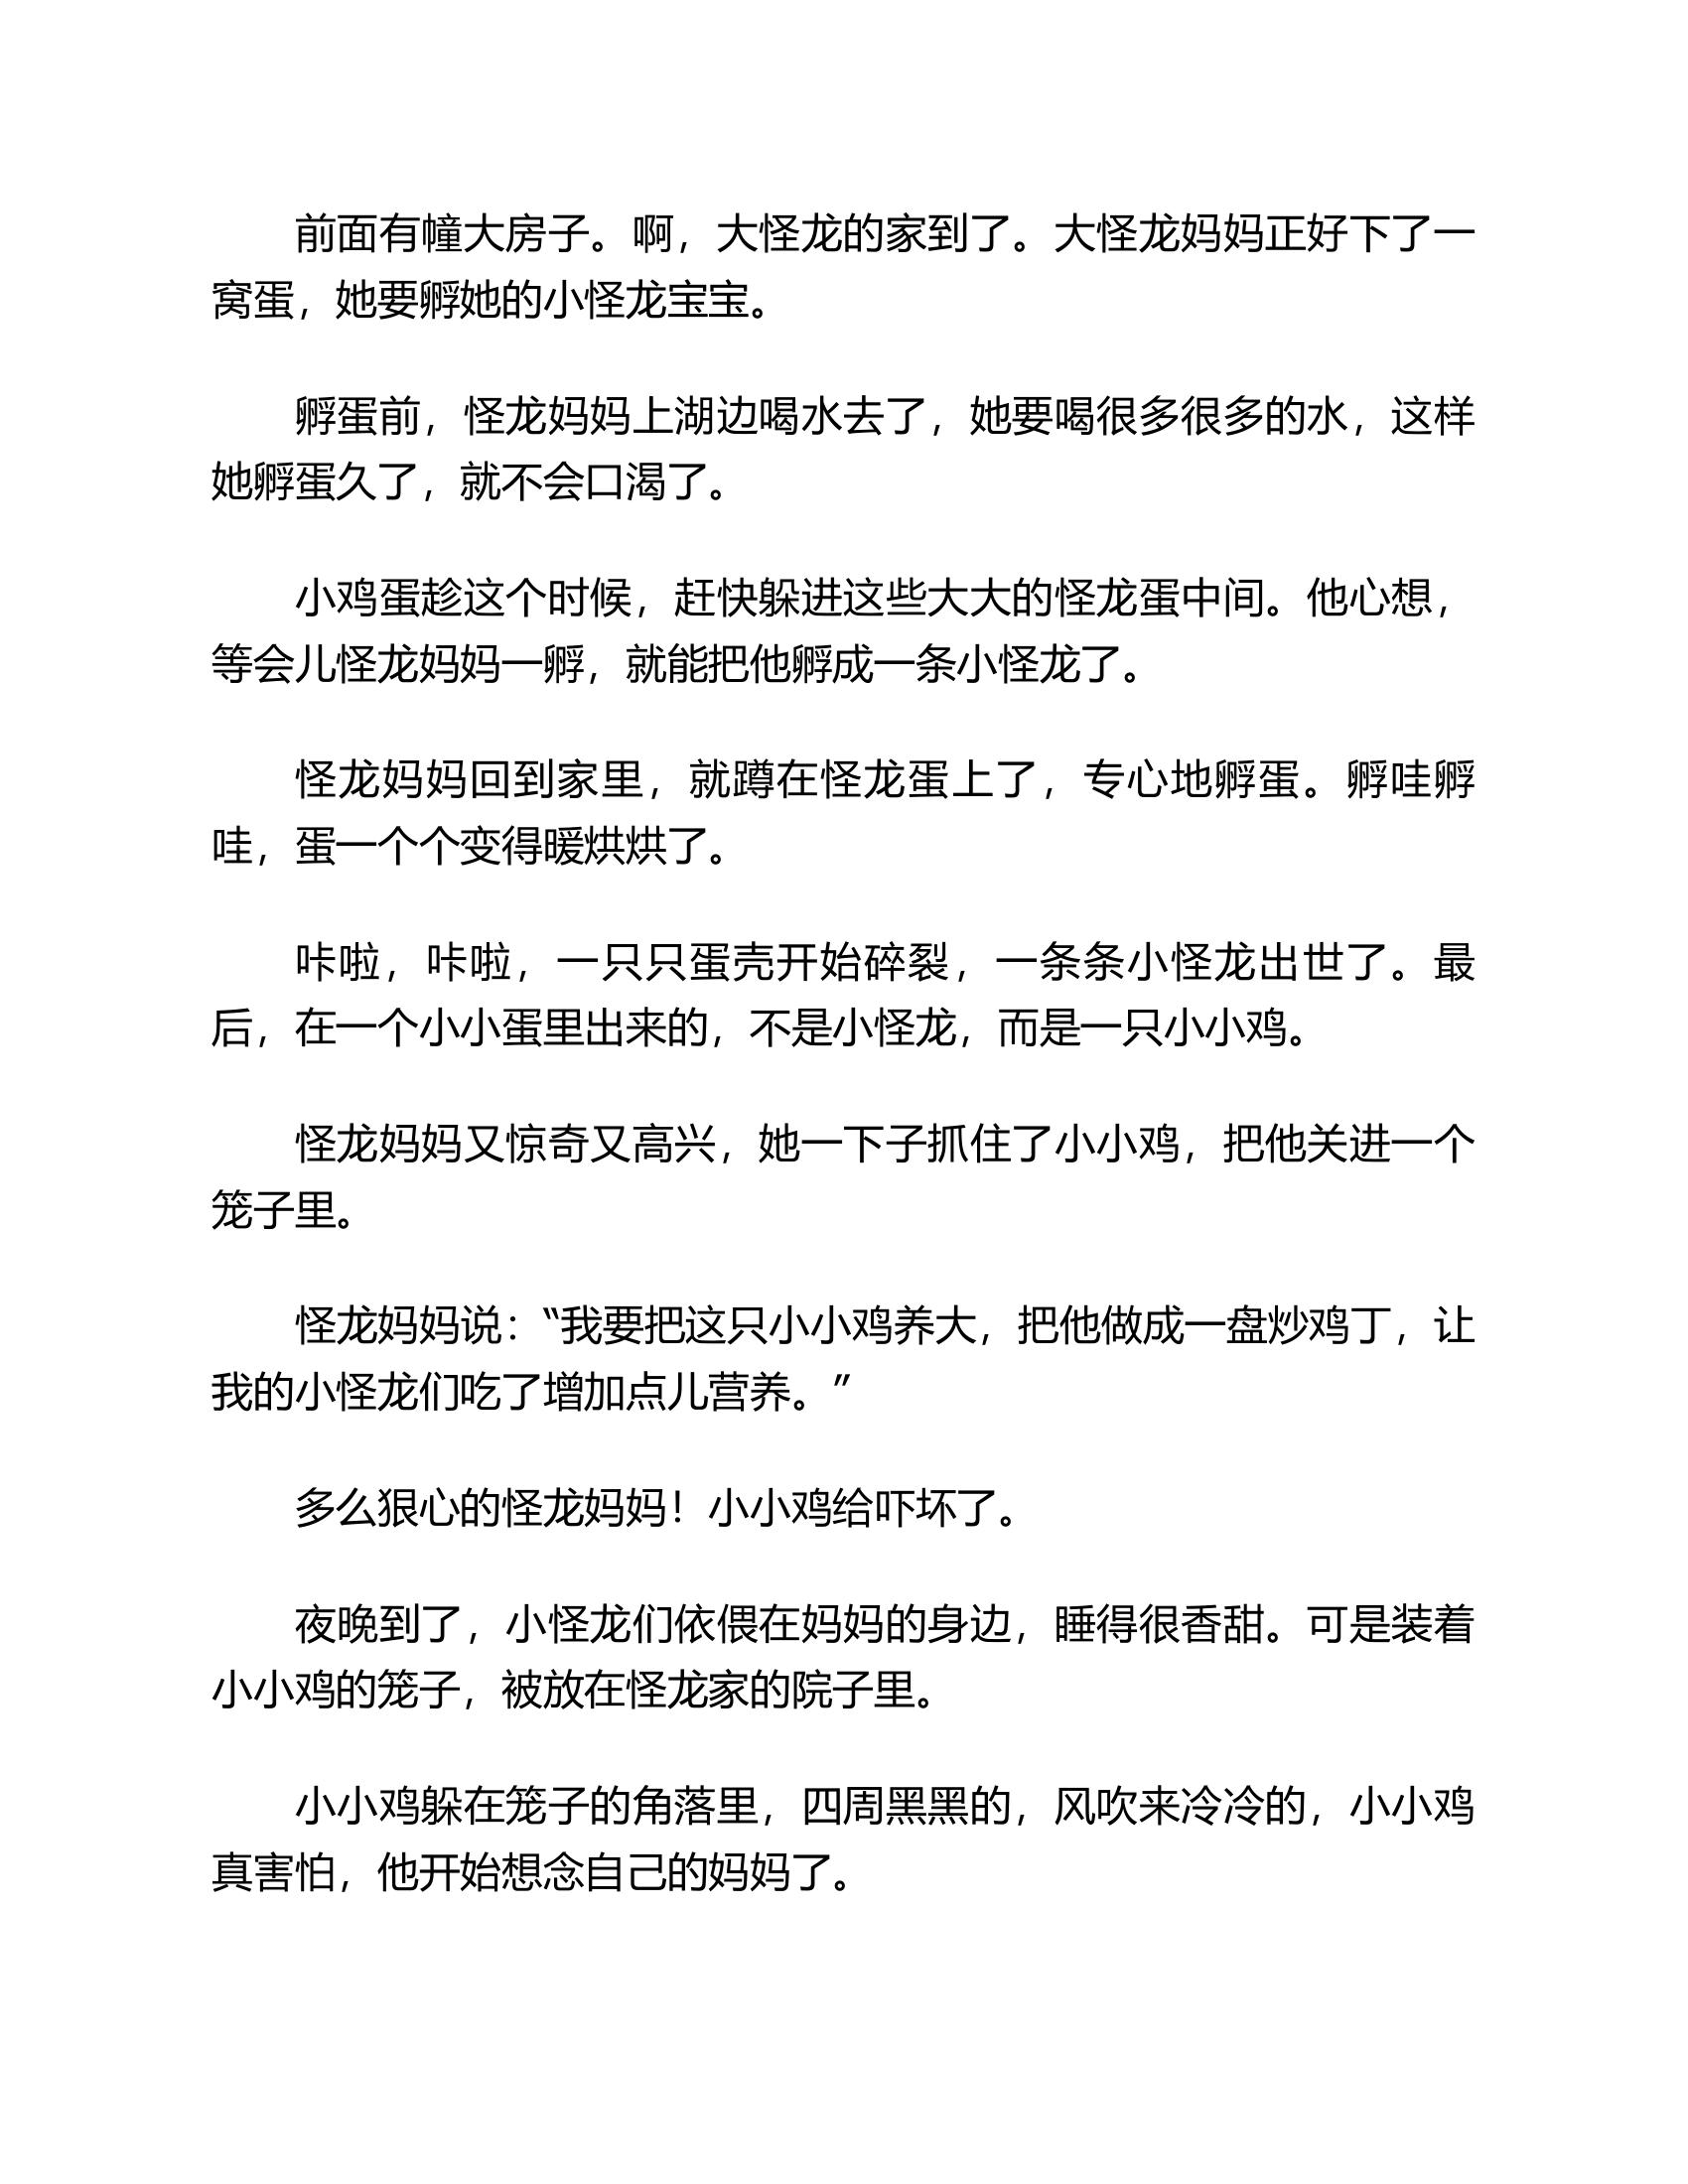 前面有幢大房子。啊，大怪龙的家到了。大怪龙妈妈正好下了一
窝蛋，她要孵她的小怪龙宝宝。
孵蛋前，怪龙妈妈上湖边喝水去了，她要喝很多很多的水，这样
她孵蛋久了，就不会口渴了。
小鸡蛋趁这个时候，赶快躲进这些大大的怪龙蛋中间。他心想，
等会儿怪龙妈妈一孵，就能把他孵成一条小怪龙了。
怪龙妈妈回到家里，就蹲在怪龙蛋上了，专心地孵蛋。孵哇孵
哇，蛋一个个变得暖烘烘了。
咔啦，咔啦，一只只蛋壳开始碎裂，一条条小怪龙出世了。最
后，在一个小小蛋里出来的，不是小怪龙，而是一只小小鸡。
怪龙妈妈又惊奇又高兴，她一下子抓住了小小鸡，把他关进一个
笼子里。
怪龙妈妈说：“我要把这只小小鸡养大，把他做成一盘炒鸡丁，让
我的小怪龙们吃了增加点儿营养。”
多么狠心的怪龙妈妈！小小鸡给吓坏了。
夜晚到了，小怪龙们依偎在妈妈的身边，睡得很香甜。可是装着
小小鸡的笼子，被放在怪龙家的院子里。
小小鸡躲在笼子的角落里，四周黑黑的，风吹来冷冷的，小小鸡
真害怕，他开始想念自己的妈妈了。